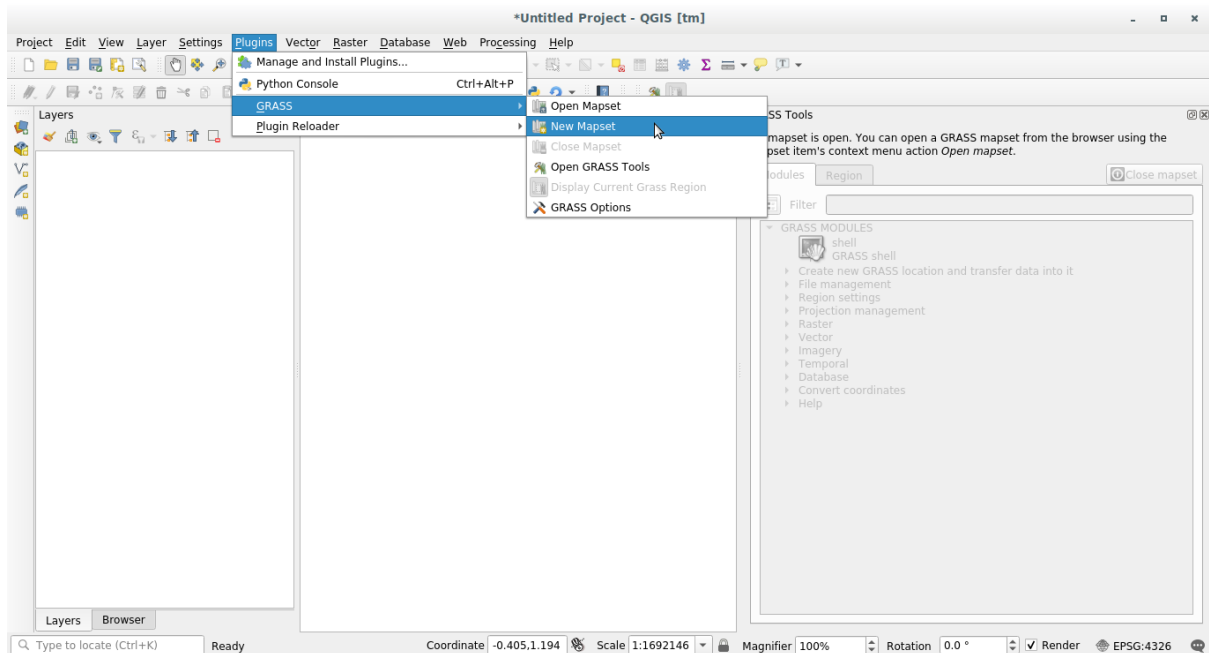 *Untitled Project - QGIS [tm]
Project Edit View Layer Settings Plugins Vector Raster Database Web Processing Help
Manage and Install Plugins...
Python Console Ctrl+Alt+P
GRASS
Plugin Reloader
Open Mapset
New Mapset
Close Mapset
Open GRASS Tools
Display Current Grass Region
GRASS Options
Layers
SS Tools
mapset is open. You can open a GRASS mapset from the browser using the
pset item's context menu action Open mapset.
odules Region Close mapset
Filter
GRASS MODULES
shell
GRASS shell
Create new GRASS location and transfer data into it
File management
Region settings
Projection management
Raster
Vector
Imagery
Temporal
Database
Convert coordinates
Help
Layers Browser
Type to locate (Ctrl+K) Ready Coordinate -0.405,1.194 Scale 1:1692146 Magnifier 100% Rotation 0.0 ° Render EPSG:4326